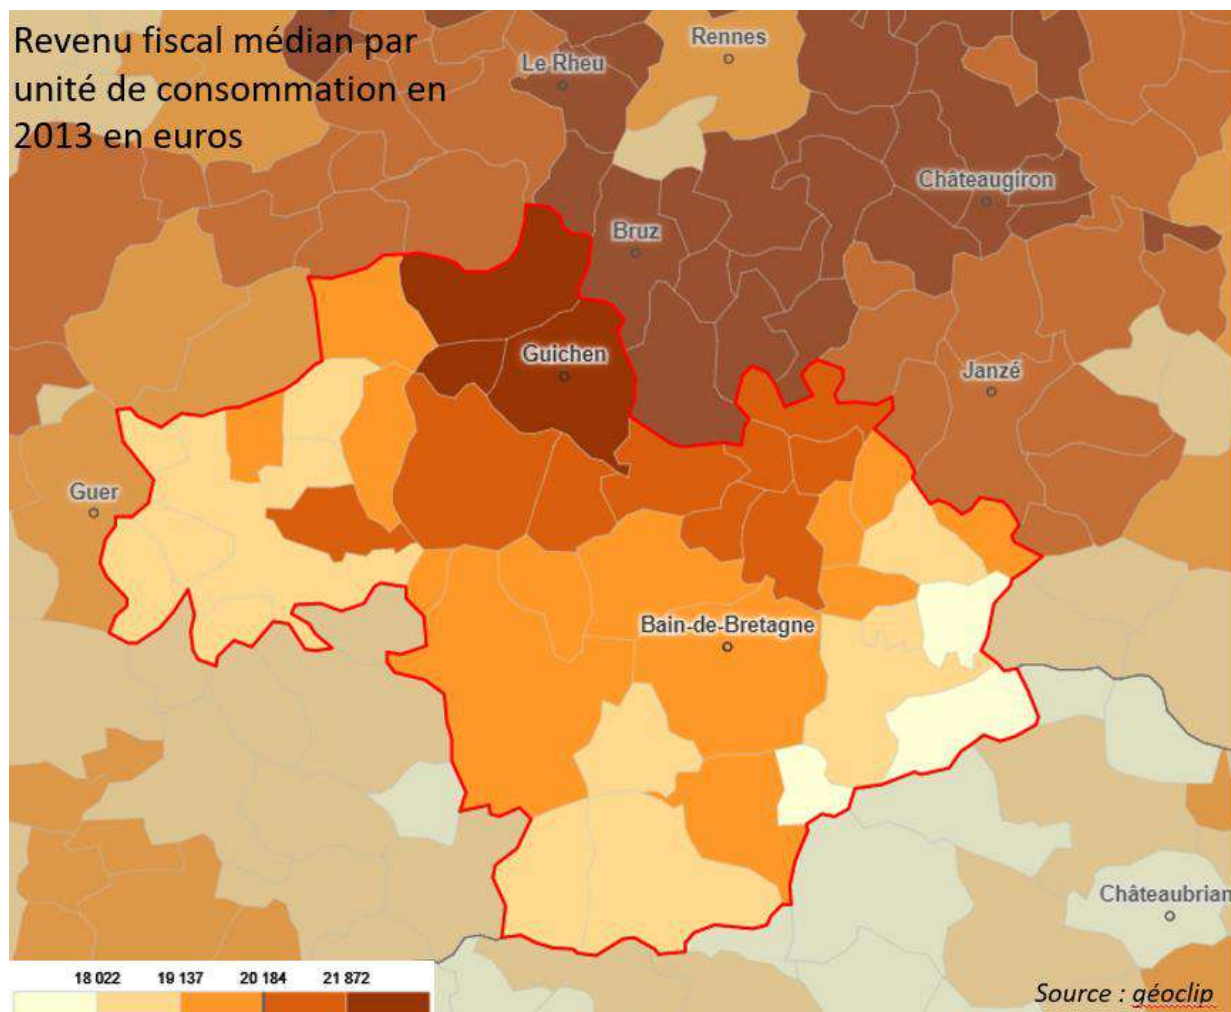 Revenu fiscal médian par
unité de consommation en
2013 en euros
Rennes
Le Rheu
Châteaugiron
Bruz
Guichen
Janzé
Guer
Bain-de-Bretagne
Châteaubrian
18 022 19 137 20 184 21 872
Source : géoclip